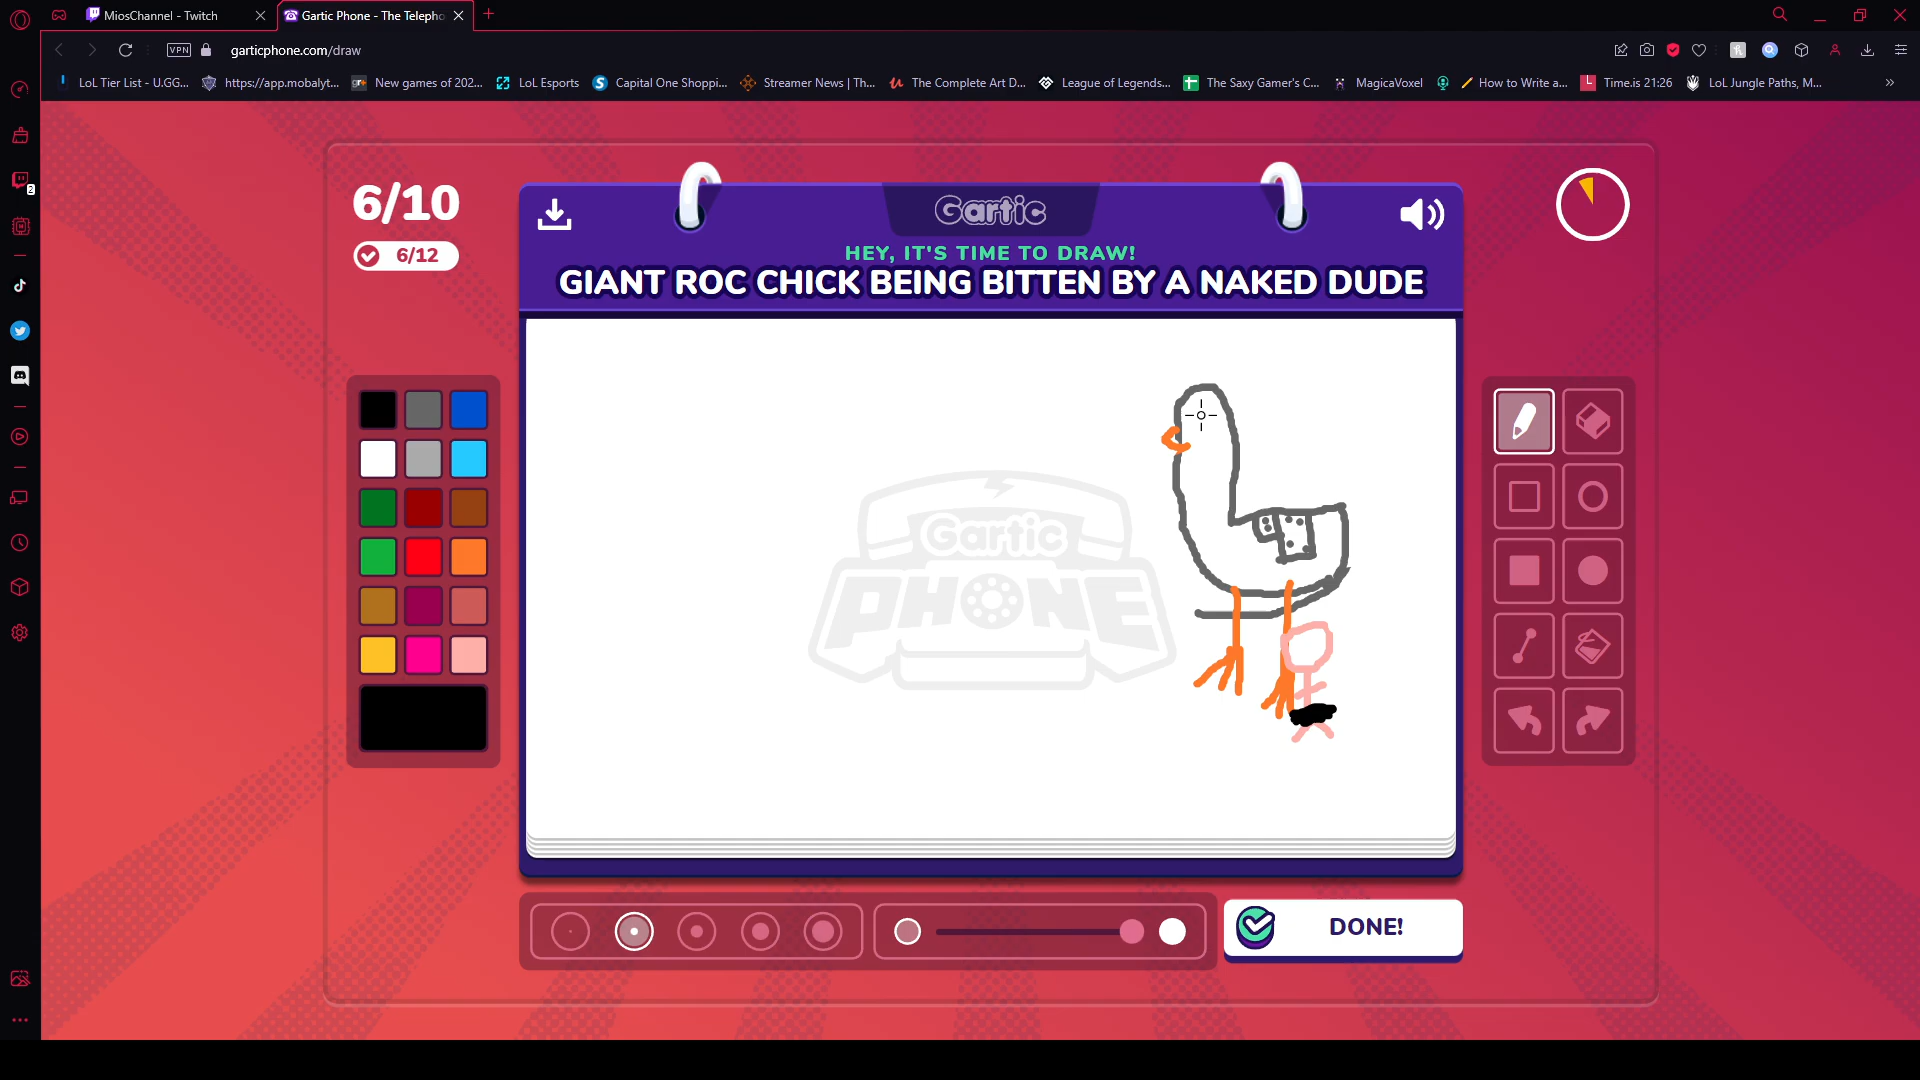 MiosChannel - Twitch
Gartic Phone - The Telepho
VPN
garticphone.com/draw
LoL Tier List - U.GG...
https://app.mobalyt...
New games of 202...
LoL Esports
Capital One Shoppi...
Streamer News | Th...
The Complete Art D...
League of Legends...
The Saxy Gamer's C...
MagicaVoxel
How to Write a...
Time.is 21:26
LoL Jungle Paths, M...
2
6/10
6/12
Gartic
HEY, IT'S TIME TO DRAW!
GIANT ROC CHICK BEING BITTEN BY A NAKED DUDE
Gartic
PHONE
DONE!